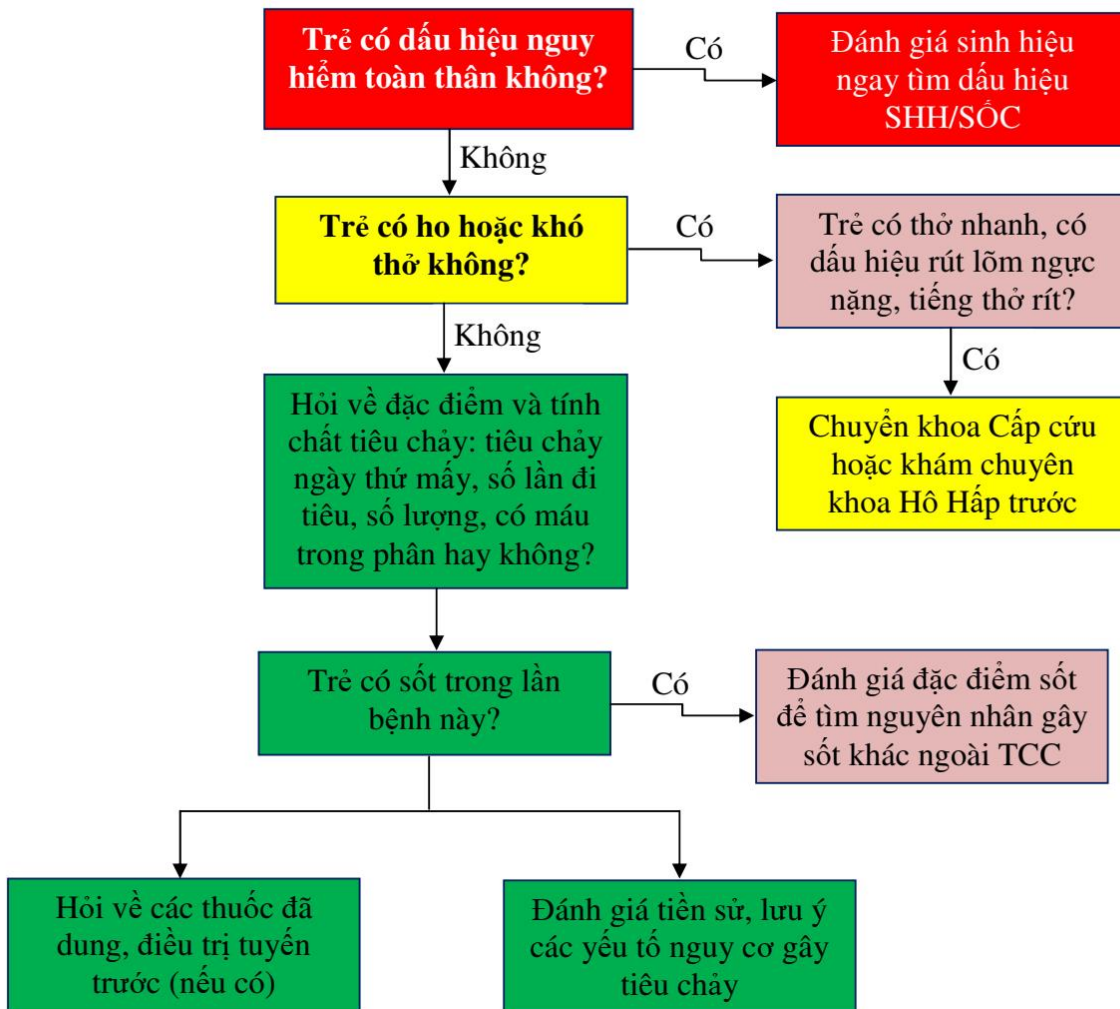 Trẻ có dấu hiệu nguy
hiểm toàn thân không?
Có
Đánh giá sinh hiệu
ngay tìm dấu hiệu
SHH/SỐC
Không
Trẻ có ho hoặc khó
thở không?
Có
Trẻ có thở nhanh, có
dấu hiệu rút lõm ngực
nặng, tiếng thở rít?
Không
Có
Hỏi về đặc điểm và tính
chất tiêu chảy: tiêu chảy
ngày thứ mấy, số lần đi
tiêu, số lượng, có máu
trong phân hay không?
Chuyển khoa Cấp cứu
hoặc khám chuyên
khoa Hô Hấp trước
Trẻ có sốt trong lần
bệnh này?
Có
Đánh giá đặc điểm sốt
để tìm nguyên nhân gây
sốt khác ngoài TCC
Hỏi về các thuốc đã
dung, điều trị tuyến
trước (nếu có)
Đánh giá tiền sử, lưu ý
các yếu tố nguy cơ gây
tiêu chảy